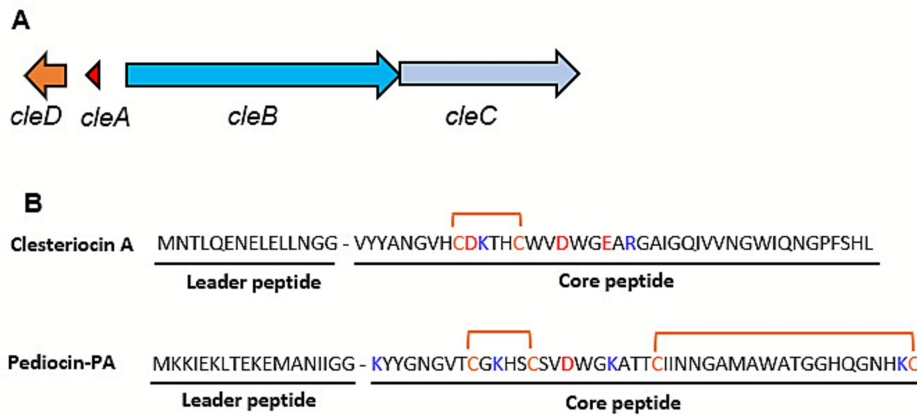 A
cleD cleA cleB cleC
B
Clesteriocin A MNTLQENELELLNGG - VYYANGVHCDKTHCWVDWGEARGAIGQIVVNGWIQNGPFSHL
Leader peptide Core peptide
Pediocin-PA MKKIEKLTEKEMANIIGG - KYYGNGVTCGKHSCSVDWGKATTCIINNGAMAWATGGHQGNHKC
Leader peptide Core peptide